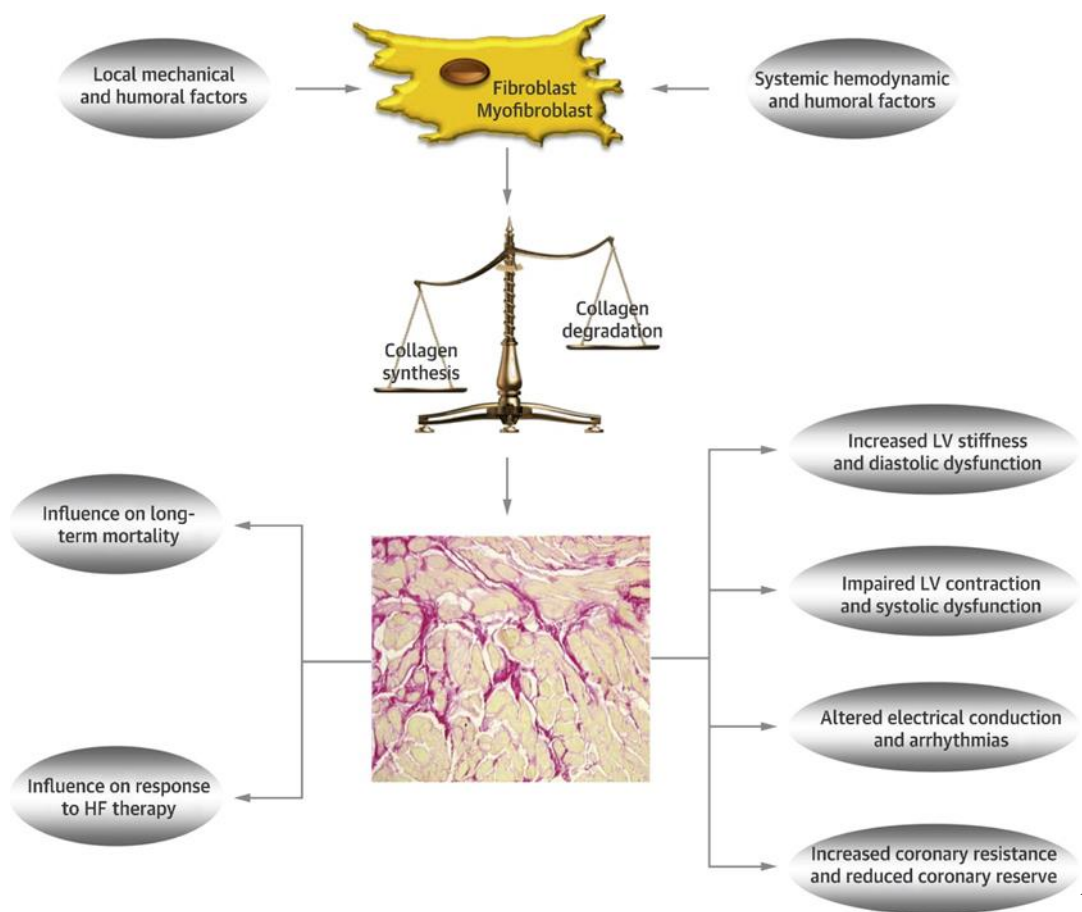 Local mechanical
and humoral factors
Fibroblast
Myofibroblast
Systemic hemodynamic
and humoral factors
Collagen
synthesis
Collagen
degradation
Influence on long-
term mortality
Influence on response
to HF therapy
Increased LV stiffness
and diastolic dysfunction
Impaired LV contraction
and systolic dysfunction
Altered electrical conduction
and arrhythmias
Increased coronary resistance
and reduced coronary reserve